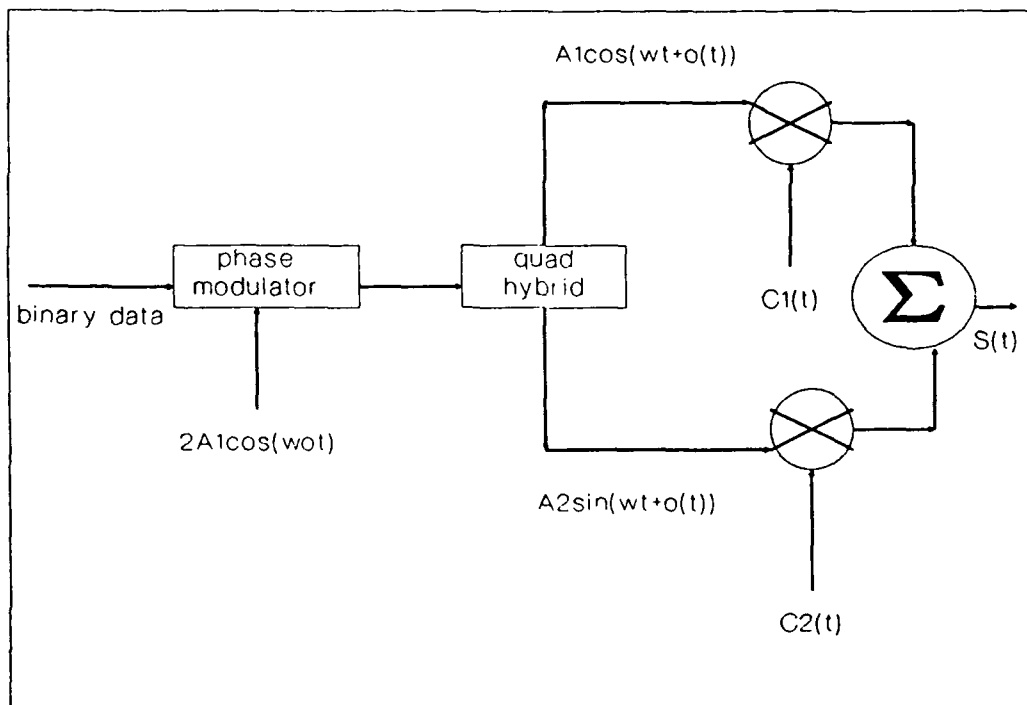 A1cos(wt+o(t))
phase
modulator
quad
hybrid
binary data
C1(t)
Σ
S(t)
2A1cos(wot)
A2sin(wt+o(t))
C2(t)